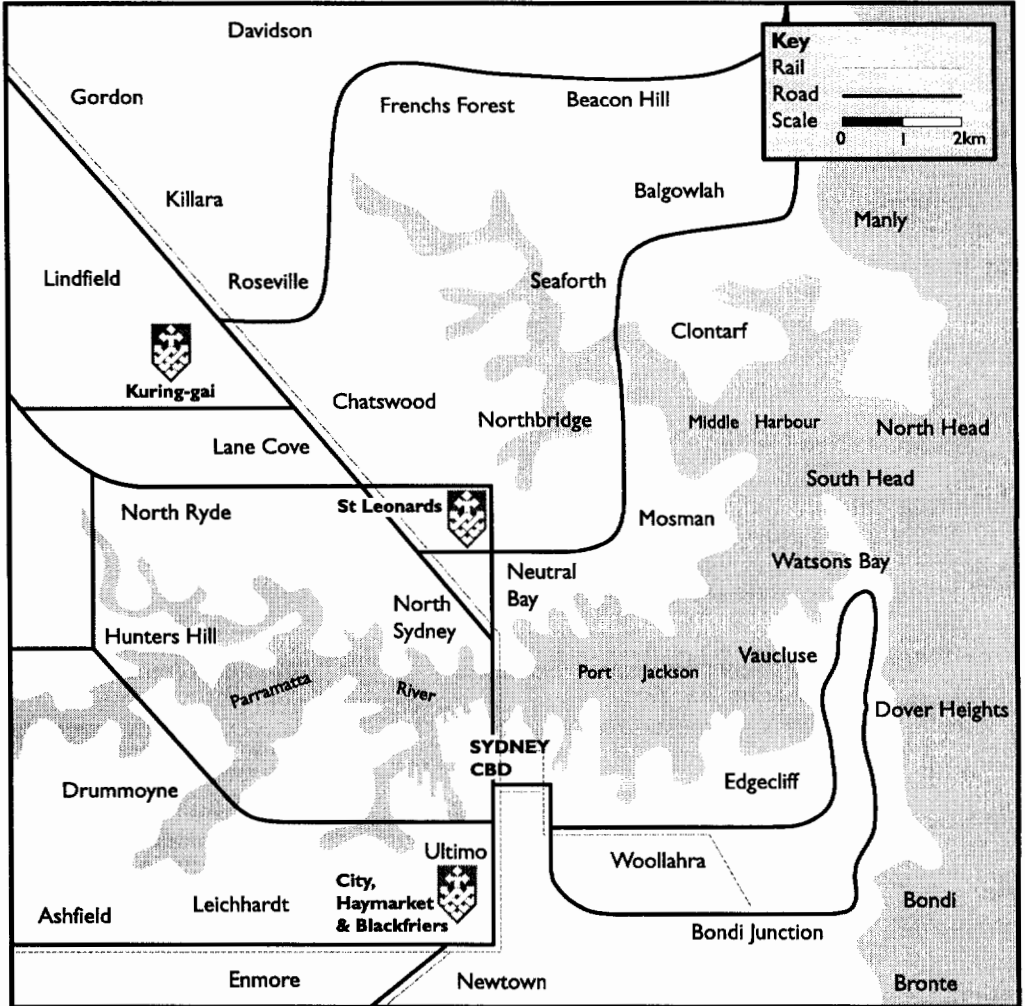 Davidson
Key
Rail
Road
Scale
0 1 2km
Gordon
Frenchs Forest
Beacon Hill
Killara
Balgowlah
Manly
Lindfield
Roseville
Seaforth
Clontarf
Kuring-gai
Chatswood
Northbridge
Middle Harbour
North Head
Lane Cove
South Head
North Ryde
St Leonards
Mosman
Watsons Bay
Neutral
Bay
North
Sydney
Hunters Hill
Vaucluse
Port Jackson
Parramatta
River
Dover Heights
SYDNEY
CBD
Drummoyne
Edgecliff
Ultimo
Woollahra
City,
Haymarket
& Blackfriers
Leichhardt
Ashfield
Bondi
Bondi Junction
Enmore
Newtown
Bronte